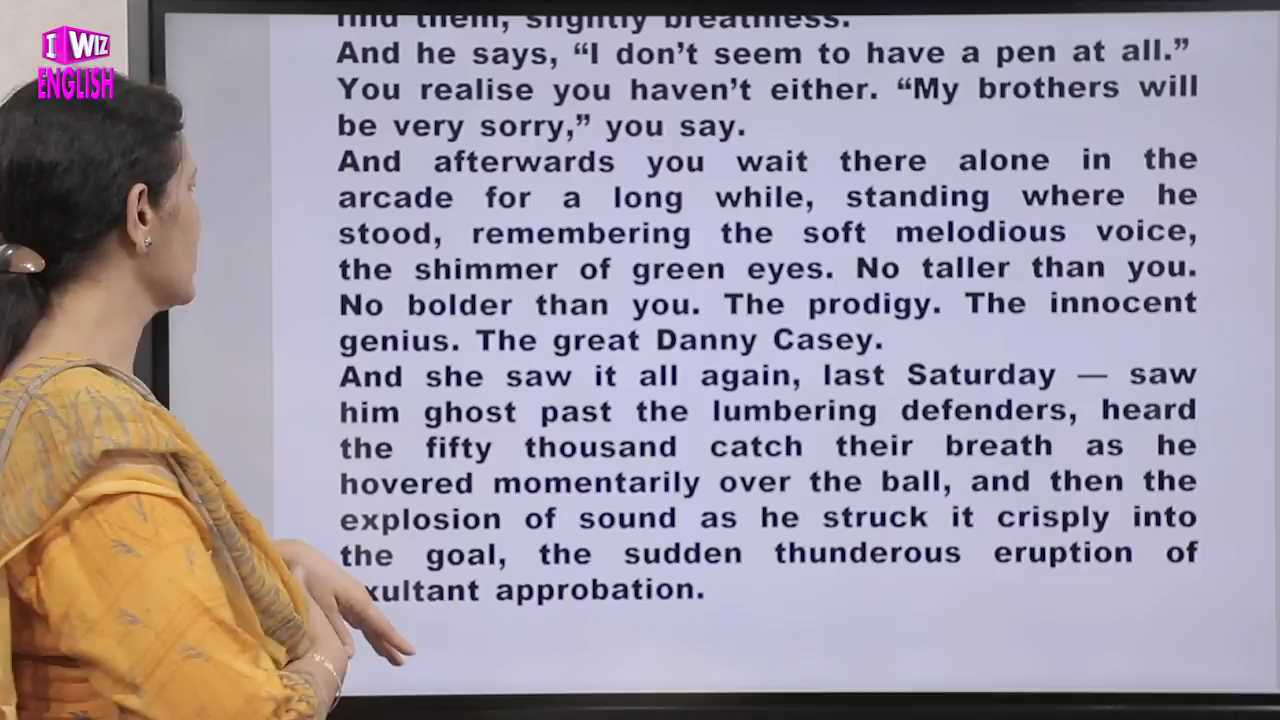 I WIZ
ENGLISH
find them, slightly breathless.
And he says, “I don’t seem to have a pen at all.”
You realise you haven’t either. “My brothers will
be very sorry,” you say.
And afterwards you wait there alone in the
arcade for a long while, standing where he
stood, remembering the soft melodious voice,
the shimmer of green eyes. No taller than you.
No bolder than you. The prodigy. The innocent
genius. The great Danny Casey.
And she saw it all again, last Saturday — saw
him ghost past the lumbering defenders, heard
the fifty thousand catch their breath as he
hovered momentarily over the ball, and then the
explosion of sound as he struck it crisply into
the goal, the sudden thunderous eruption of
xultant approbation.